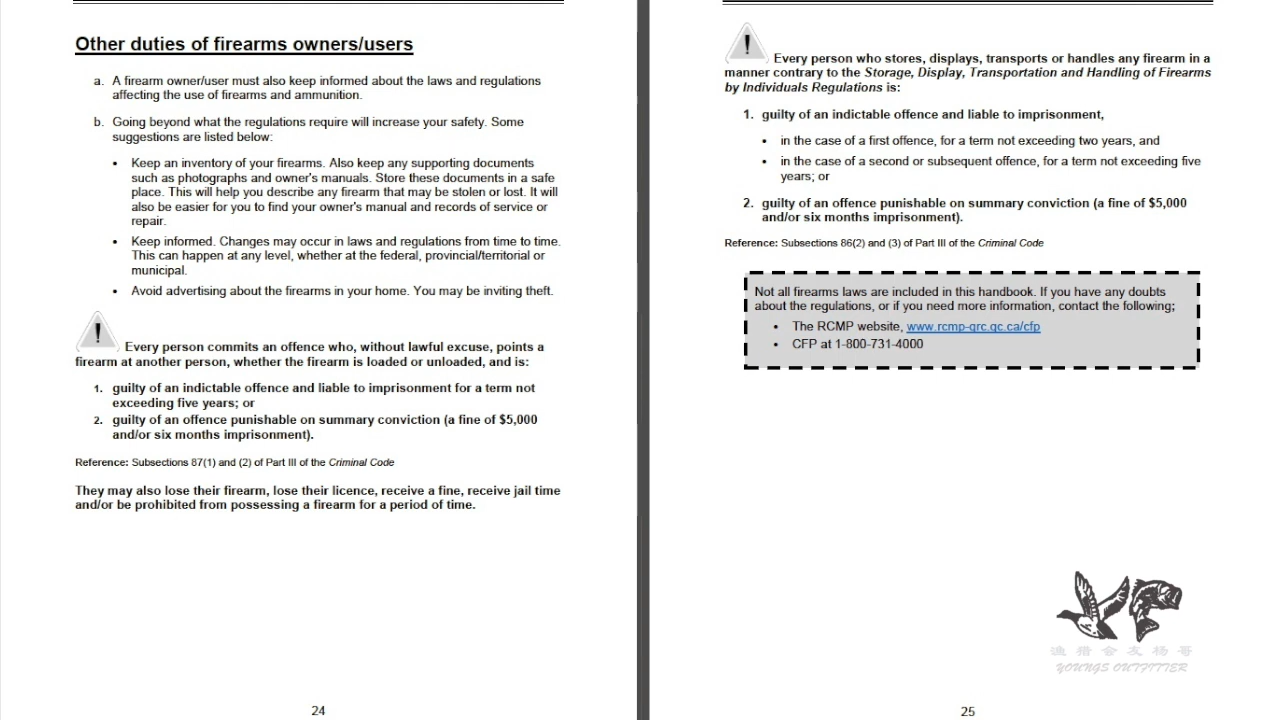 Other duties of firearms owners/users
a. A firearm owner/user must also keep informed about the laws and regulations
affecting the use of firearms and ammunition.
b. Going beyond what the regulations require will increase your safety. Some
suggestions are listed below:
• Keep an inventory of your firearms. Also keep any supporting documents
such as photographs and owner's manuals. Store these documents in a safe
place. This will help you describe any firearm that may be stolen or lost. It will
also be easier for you to find your owner's manual and records of service or
repair.
• Keep informed. Changes may occur in laws and regulations from time to time.
This can happen at any level, whether at the federal, provincial/territorial or
municipal.
• Avoid advertising about the firearms in your home. You may be inviting theft.
! Every person commits an offence who, without lawful excuse, points a
firearm at another person, whether the firearm is loaded or unloaded, and is:
1. guilty of an indictable offence and liable to imprisonment for a term not
exceeding five years; or
2. guilty of an offence punishable on summary conviction (a fine of $5,000
and/or six months imprisonment).
Reference: Subsections 87(1) and (2) of Part III of the Criminal Code
They may also lose their firearm, lose their licence, receive a fine, receive jail time
and/or be prohibited from possessing a firearm for a period of time.
24
! Every person who stores, displays, transports or handles any firearm in a
manner contrary to the Storage, Display, Transportation and Handling of Firearms
by Individuals Regulations is:
1. guilty of an indictable offence and liable to imprisonment,
• in the case of a first offence, for a term not exceeding two years, and
• in the case of a second or subsequent offence, for a term not exceeding five
years; or
2. guilty of an offence punishable on summary conviction (a fine of $5,000
and/or six months imprisonment).
Reference: Subsections 86(2) and (3) of Part III of the Criminal Code
Not all firearms laws are included in this handbook. If you have any doubts
about the regulations, or if you need more information, contact the following;
• The RCMP website, www.rcmp-grc.gc.ca/cfp
• CFP at 1-800-731-4000
渔猎会友杨哥
YOUNGS OUTFITTER
25